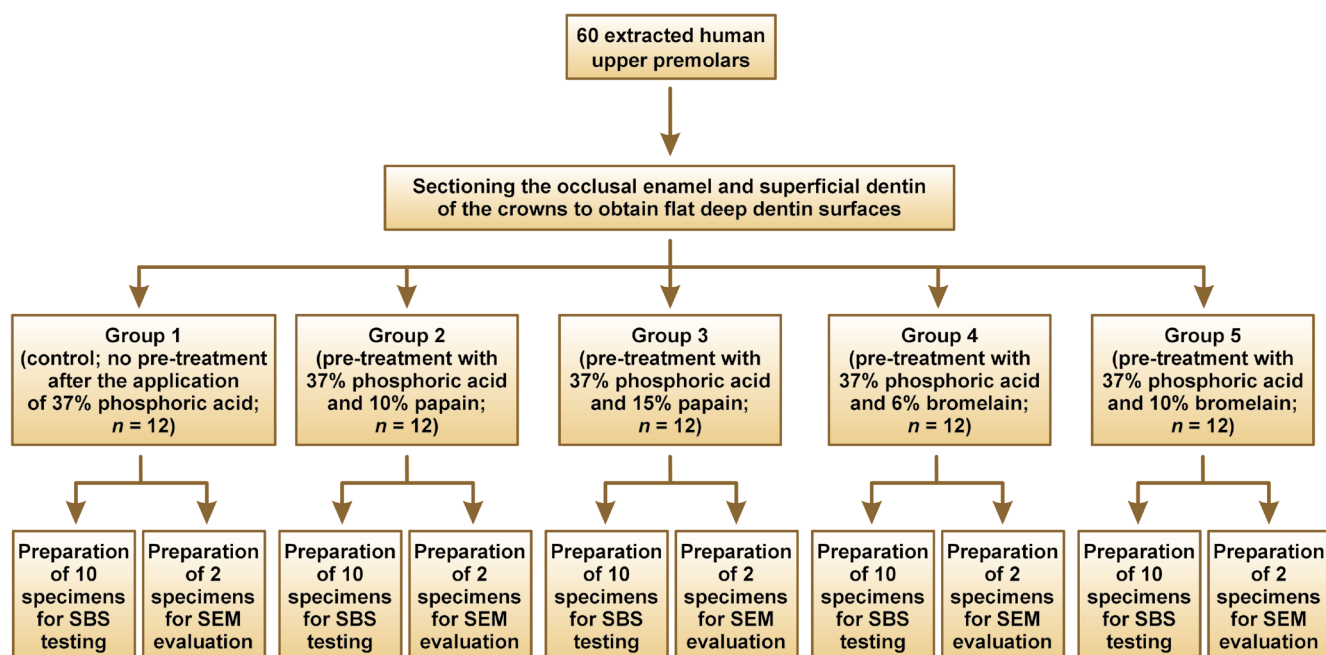 60 extracted human
upper premolars
Sectioning the occlusal enamel and superficial dentin
of the crowns to obtain flat deep dentin surfaces
Group 1
(control; no pre-treatment
after the application
of 37% phosphoric acid;
n = 12)
Group 2
(pre-treatment with
37% phosphoric acid
and 10% papain;
n = 12)
Group 3
(pre-treatment with
37% phosphoric acid
and 15% papain;
n = 12)
Group 4
(pre-treatment with
37% phosphoric acid
and 6% bromelain;
n = 12)
Group 5
(pre-treatment with
37% phosphoric acid
and 10% bromelain;
n = 12)
Preparation
of 10
specimens
for SBS
testing
Preparation
of 2
specimens
for SEM
evaluation
Preparation
of 10
specimens
for SBS
testing
Preparation
of 2
specimens
for SEM
evaluation
Preparation
of 10
specimens
for SBS
testing
Preparation
of 2
specimens
for SEM
evaluation
Preparation
of 10
specimens
for SBS
testing
Preparation
of 2
specimens
for SEM
evaluation
Preparation
of 10
specimens
for SBS
testing
Preparation
of 2
specimens
for SEM
evaluation